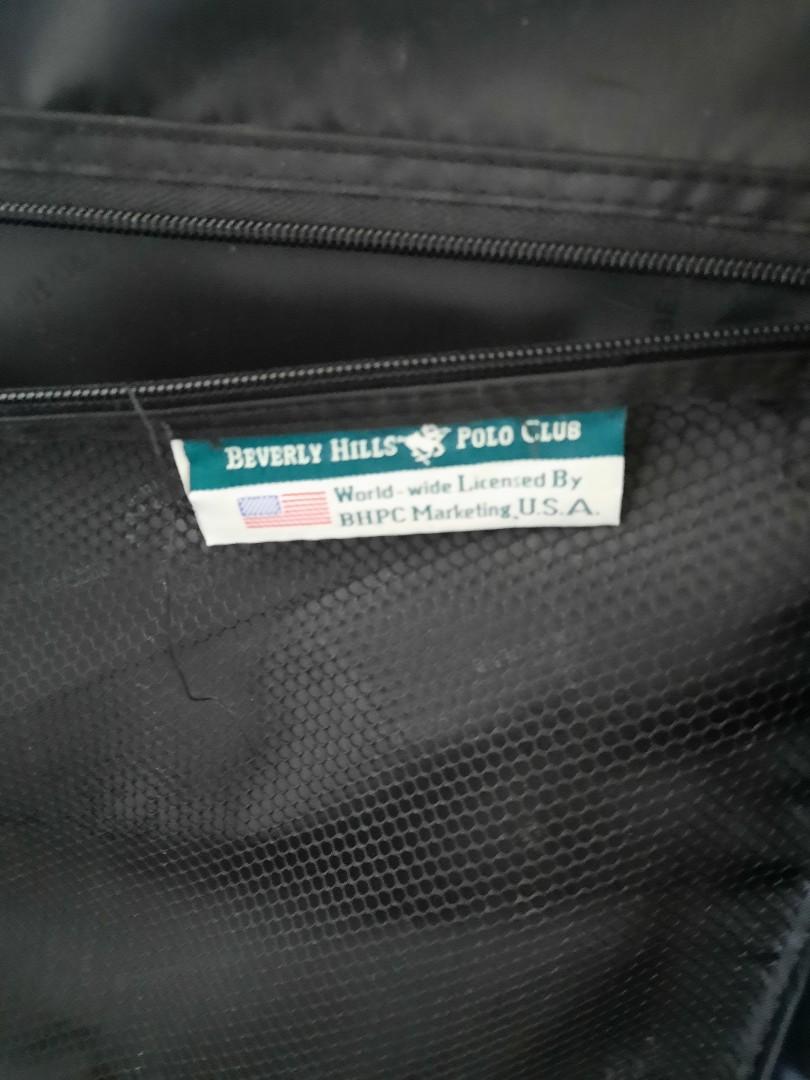 BEVERLY HILLS POLO CLUB
World-wide Licensed By
BHPC Marketing, U.S.A.